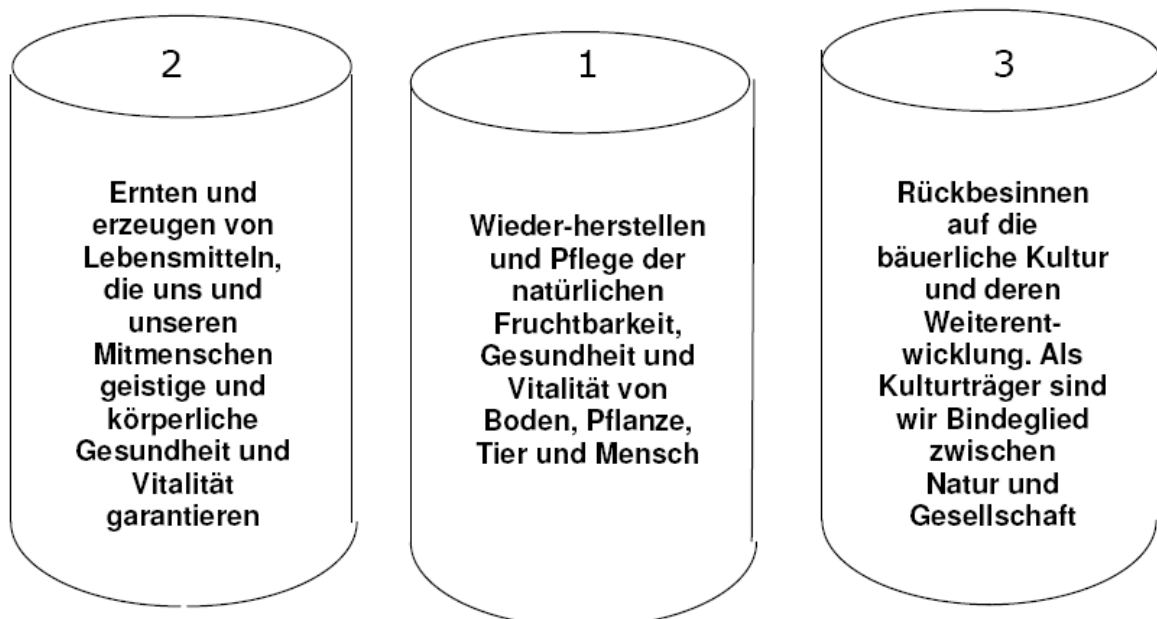 2
Ernten und
erzeugen von
Lebensmitteln,
die uns und
unseren
Mitmenschen
geistige und
körperliche
Gesundheit und
Vitalität
garantieren
1
Wieder-herstellen
und Pflege der
natürlichen
Fruchtbarkeit,
Gesundheit und
Vitalität von
Boden, Pflanze,
Tier und Mensch
3
Rückbesinnen
auf die
bäuerliche Kultur
und deren
Weiterent-
wicklung. Als
Kulturträger sind
wir Bindeglied
zwischen
Natur und
Gesellschaft